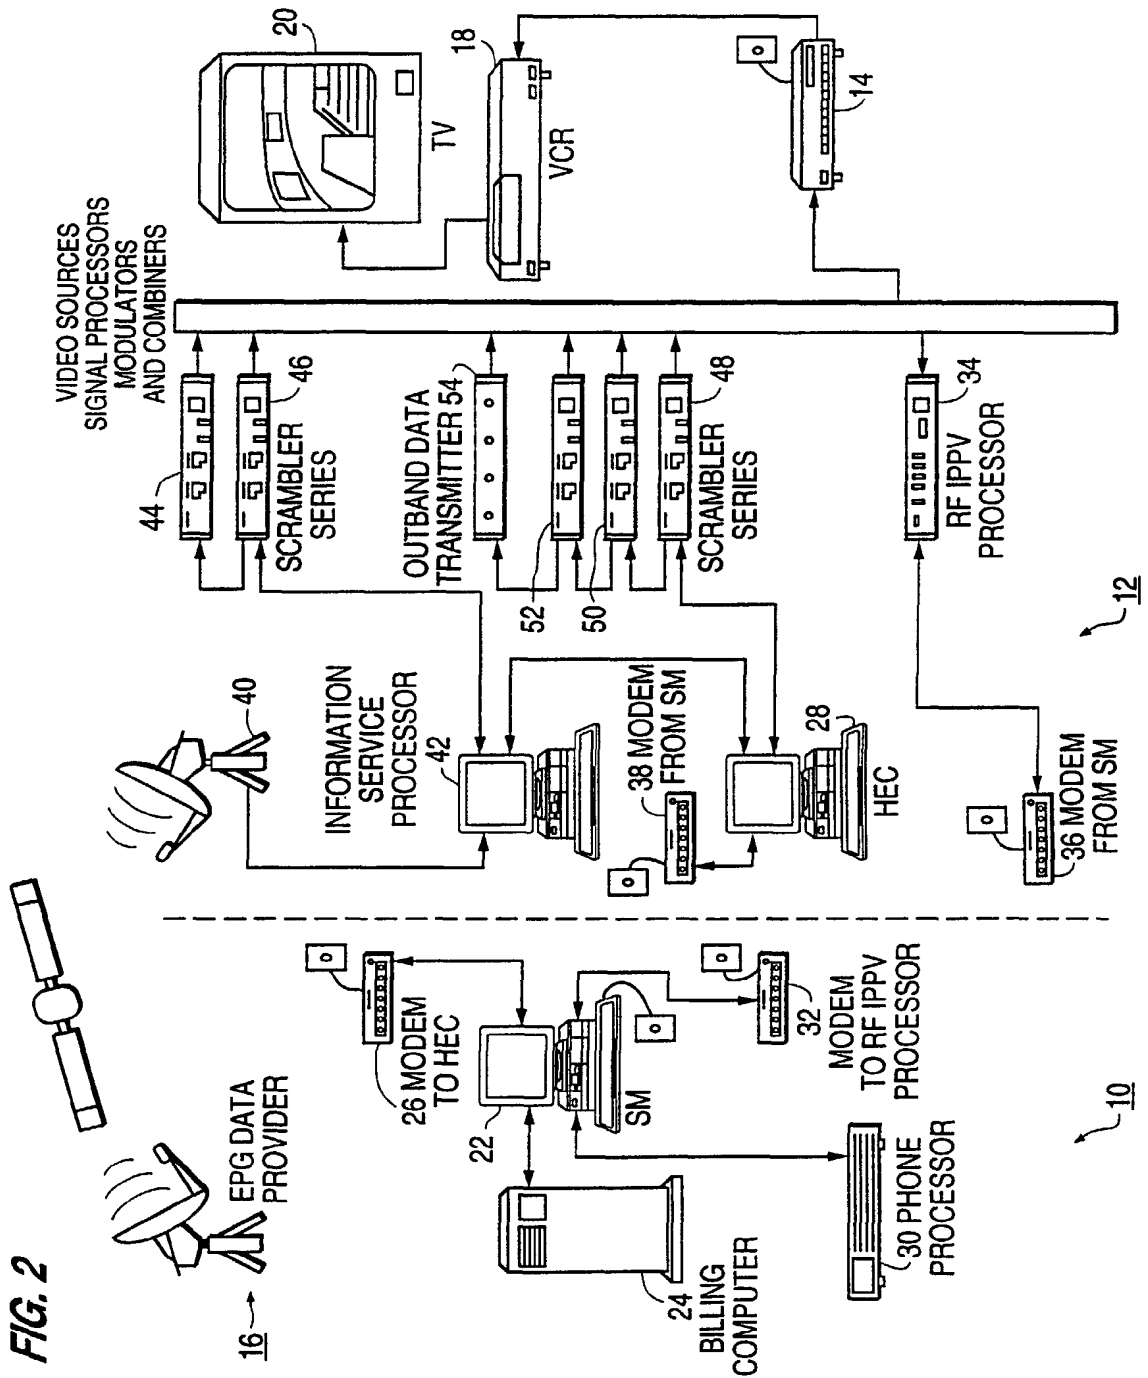 FIG. 2
16
EPG DATA
PROVIDER
40
INFORMATION
SERVICE
PROCESSOR
42
44
46
SCRAMBLER
SERIES
VIDEO SOURCES
SIGNAL PROCESSORS
MODULATORS
AND COMBINERS
20
TV
18
VCR
14
OUTBAND DATA
TRANSMITTER 54
52
50
48
SCRAMBLER
SERIES
26 MODEM
TO HEC
22
SM
24
BILLING
COMPUTER
38 MODEM
FROM SM
28
HEC
32
MODEM
TO RF IPPV
PROCESSOR
30 PHONE
PROCESSOR
34
RF IPPV
PROCESSOR
36 MODEM
FROM SM
10
12